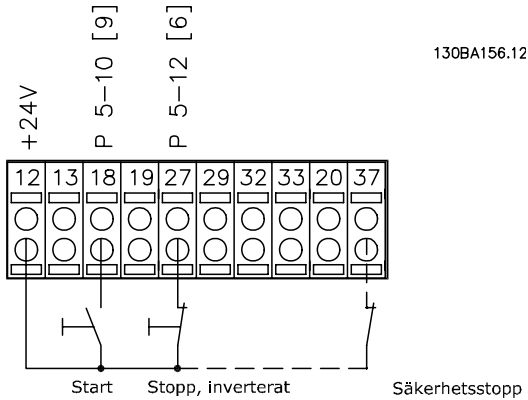 130BA156.12
+24V
P 5-10 [9]
P 5-12 [6]
12 13 18 19 27 29 32 33 20 37
Start Stopp, inverterat Säkerhetsstopp